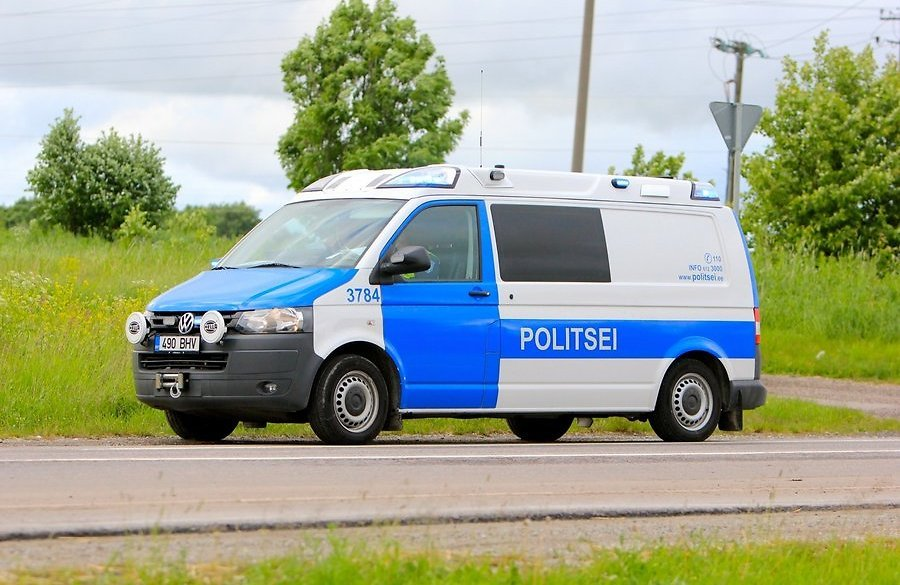 3784
490 BHV
POLITSEI
110
INFO 612 3000
www.politsei.ee